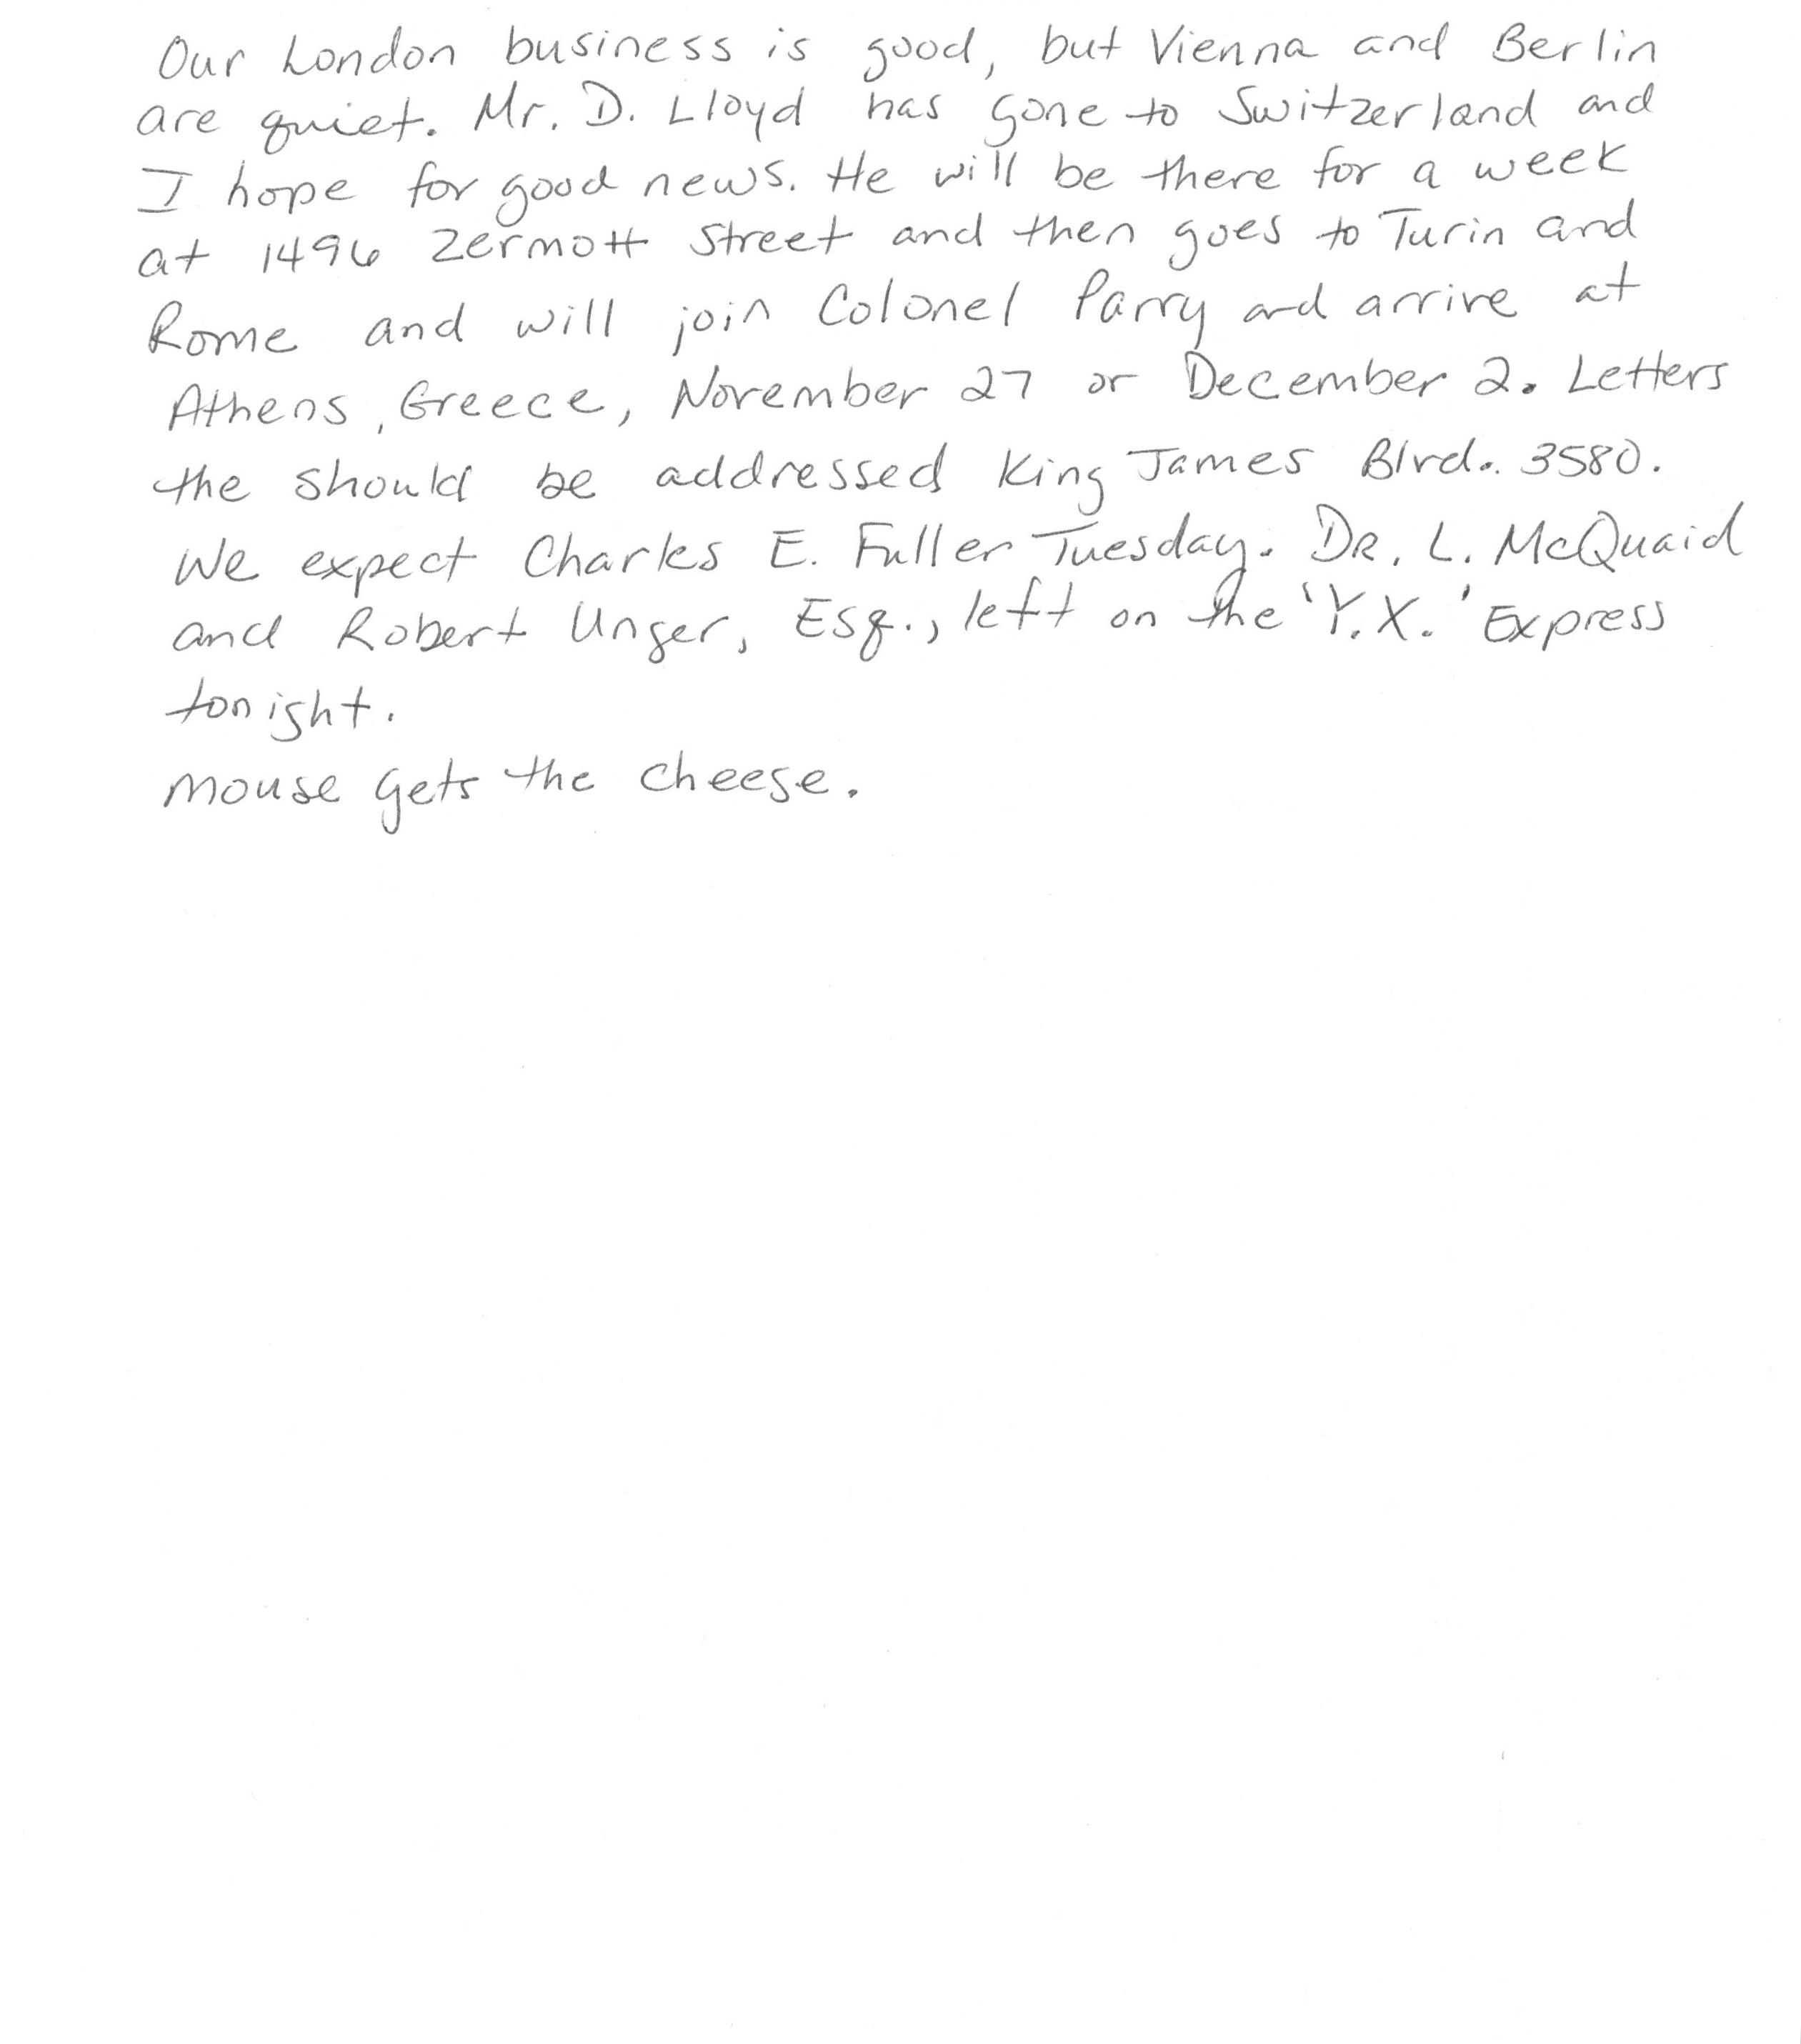 Our London business is good, but Vienna and Berlin
are quiet. Mr. D. Lloyd has gone to Switzerland and
I hope for good news. He will be there for a week
at 1496 Zermott Street and then goes to Turin and
Rome and will join Colonel Parry and arrive at
Athens, Greece, November 27 or December 2. Letters
the should be addressed King James Blvd. 3580.
We expect Charles E. Fuller Tuesday. DR. L. McQuaid
and Robert Unger, Esq., left on the 'Y.X.' Express
tonight.
mouse gets the cheese.